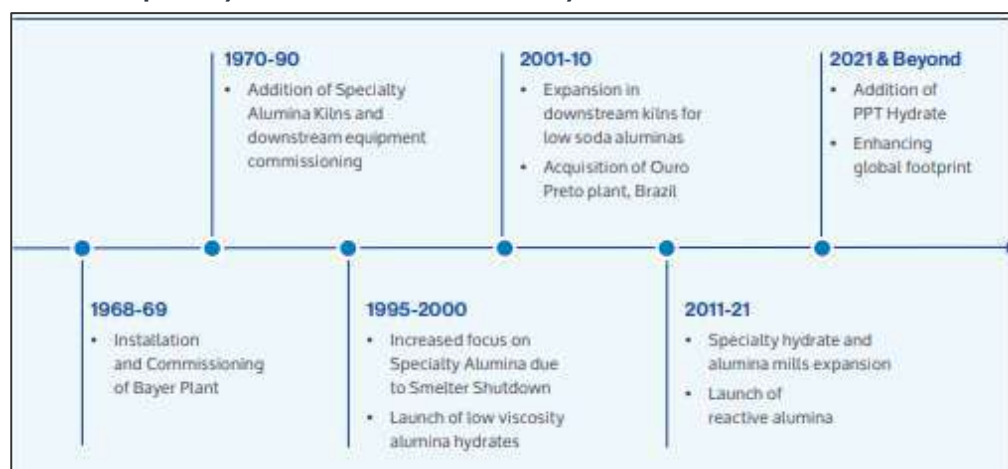 1970-90
• Addition of Specialty
Alumina Kilns and
downstream equipment
commissioning
2001-10
• Expansion in
downstream kilns for
low soda aluminas
• Acquisition of Ouro
Preto plant, Brazil
2021 & Beyond
• Addition of
PPT Hydrate
• Enhancing
global footprint
1968-69
• Installation
and Commissioning
of Bayer Plant
1995-2000
• Increased focus on
Specialty Alumina due
to Smelter Shutdown
• Launch of low viscosity
alumina hydrates
2011-21
• Specialty hydrate and
alumina mills expansion
• Launch of
reactive alumina